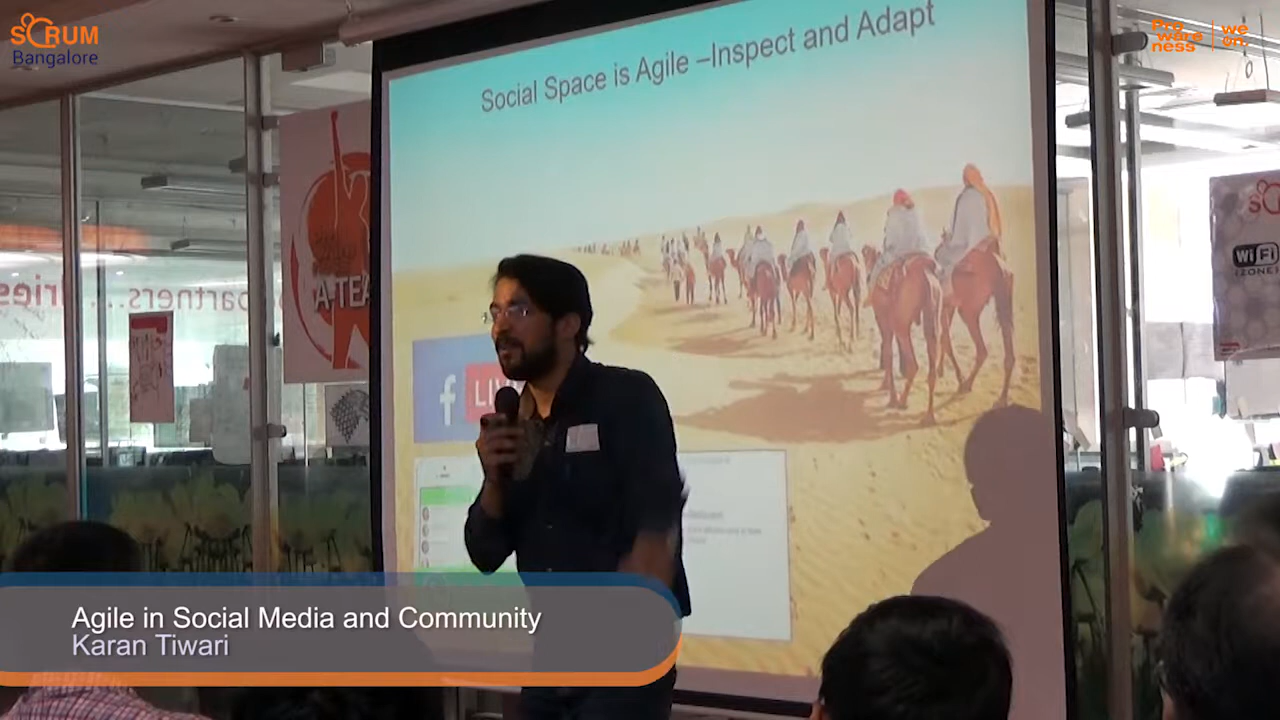 SCRUM
Bangalore
Pro
ware
ness
we
on.
Social Space is Agile –Inspect and Adapt
A-TEA
partners...
f
LIV
WiFi
ZONE
Agile in Social Media and Community
Karan Tiwari